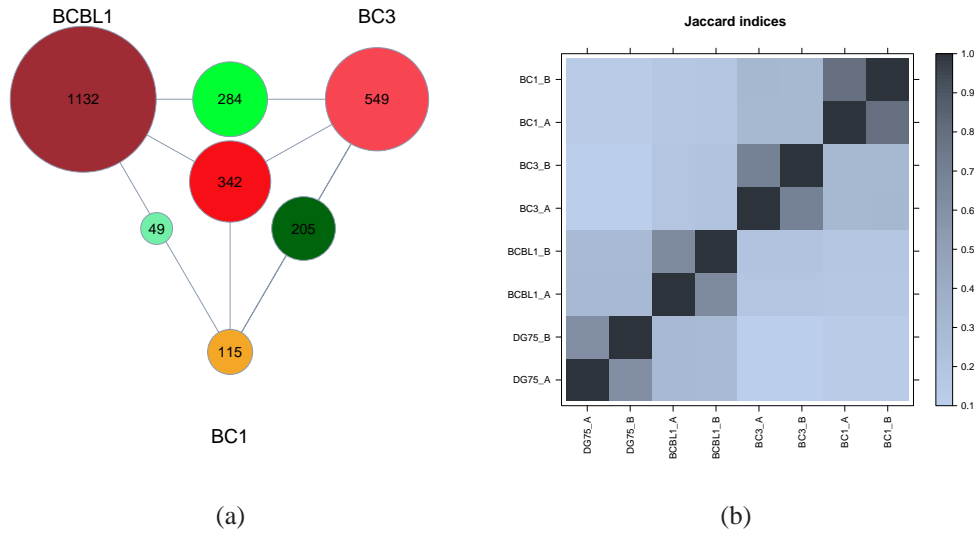 BCBL1
BC3
1132
284
549
342
49
205
115
BC1
(a)
Jaccard indices
BC1_B
BC1_A
BC3_B
BC3_A
BCBL1_B
BCBL1_A
DG75_B
DG75_A
DG75_A
DG75_B
BCBL1_A
BCBL1_B
BC3_A
BC3_B
BC1_A
BC1_B
1.0
0.9
0.8
0.7
0.6
0.5
0.4
0.3
0.2
0.1
(b)